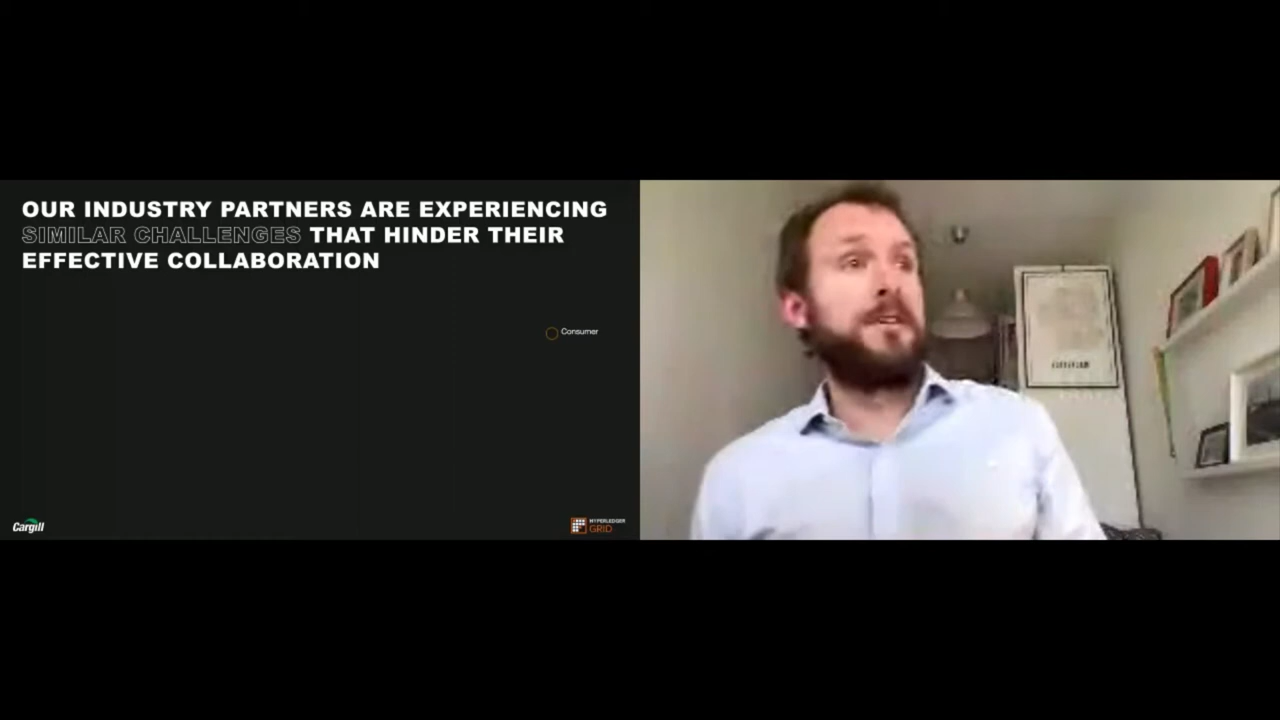 OUR INDUSTRY PARTNERS ARE EXPERIENCING
SIMILAR CHALLENGES THAT HINDER THEIR
EFFECTIVE COLLABORATION
Consumer
Cargill
HYPERLEDGER
GRID